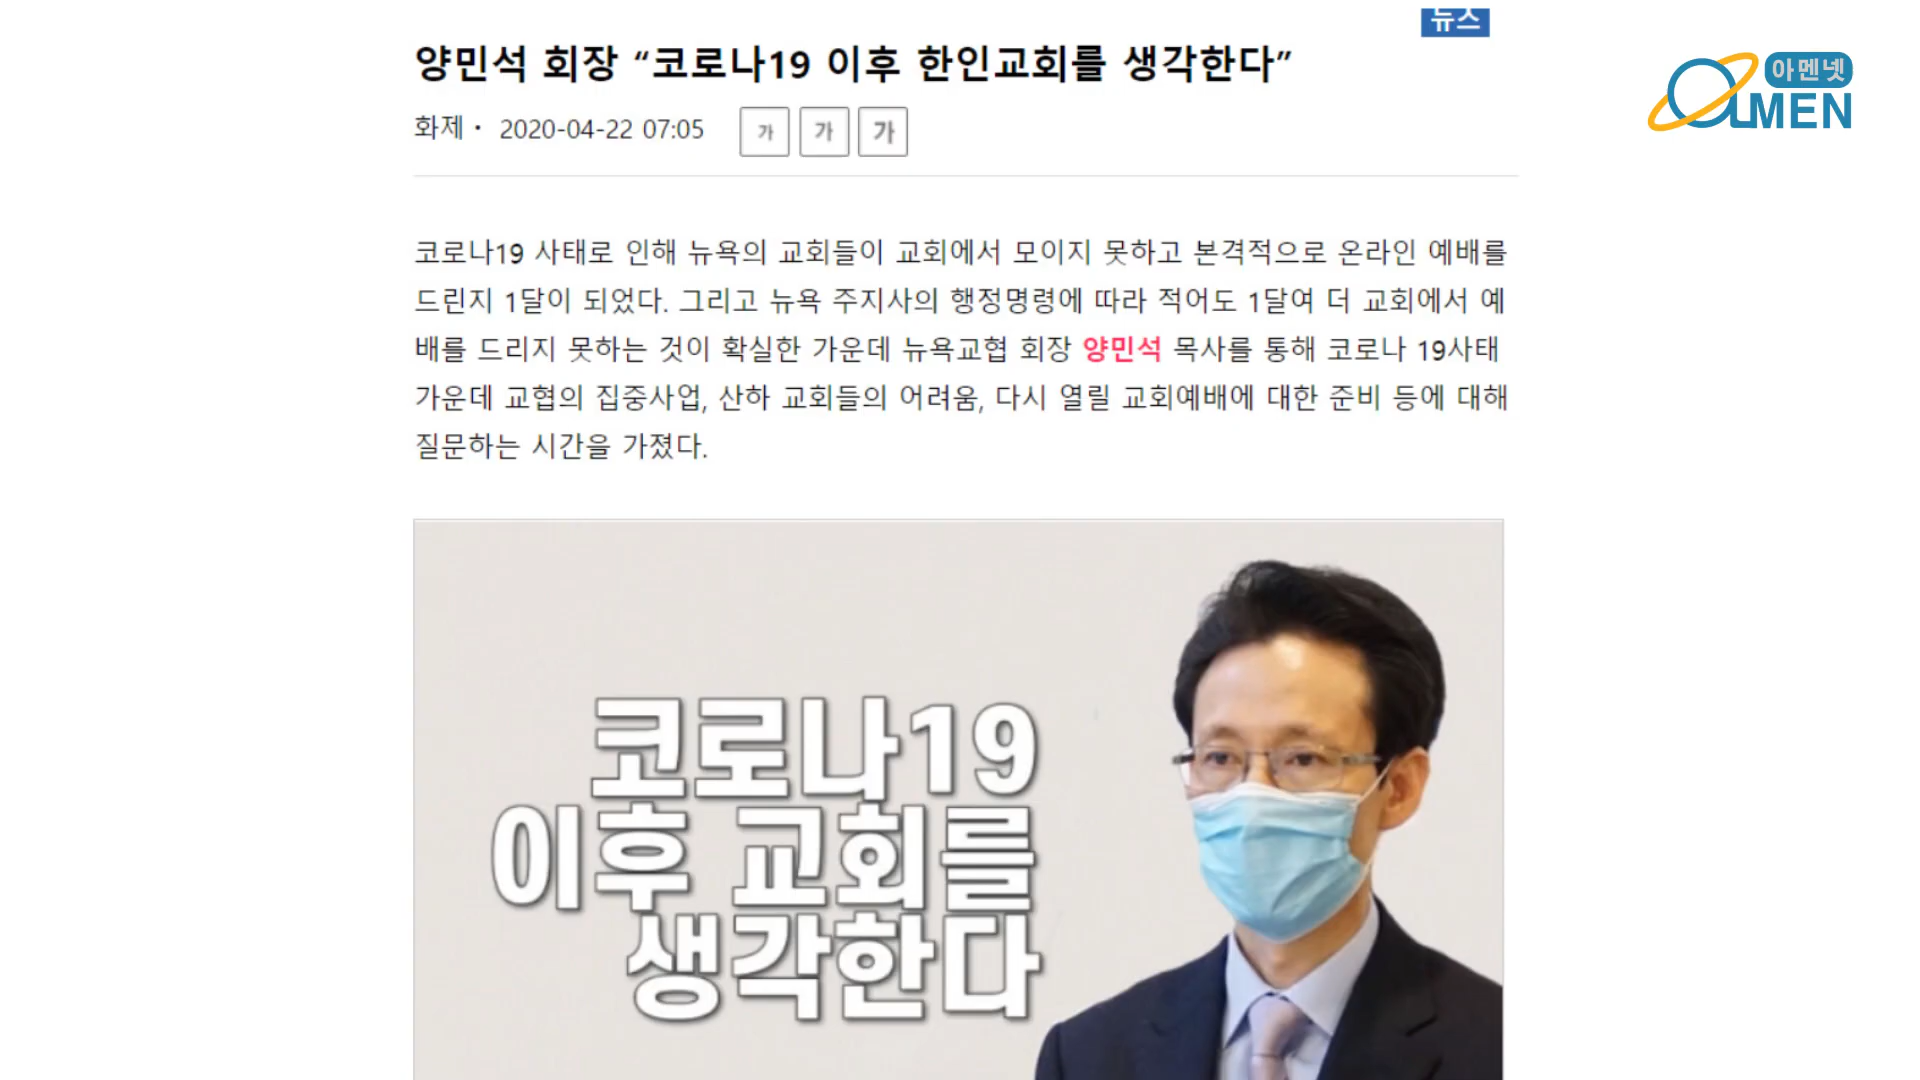 뉴스
양민석 회장 “코로나19 이후 한인교회를 생각한다”
아멘넷
AMEN
화제· 2020-04-22 07:05 가 가 가
코로나19 사태로 인해 뉴욕의 교회들이 교회에서 모이지 못하고 본격적으로 온라인 예배를
드린지 1달이 되었다. 그리고 뉴욕 주지사의 행정명령에 따라 적어도 1달여 더 교회에서 예
배를 드리지 못하는 것이 확실한 가운데 뉴욕교협 회장 양민석 목사를 통해 코로나 19사태
가운데 교협의 집중사업, 산하 교회들의 어려움, 다시 열릴 교회예배에 대한 준비 등에 대해
질문하는 시간을 가졌다.
코로나19
이후 교회를
생각한다